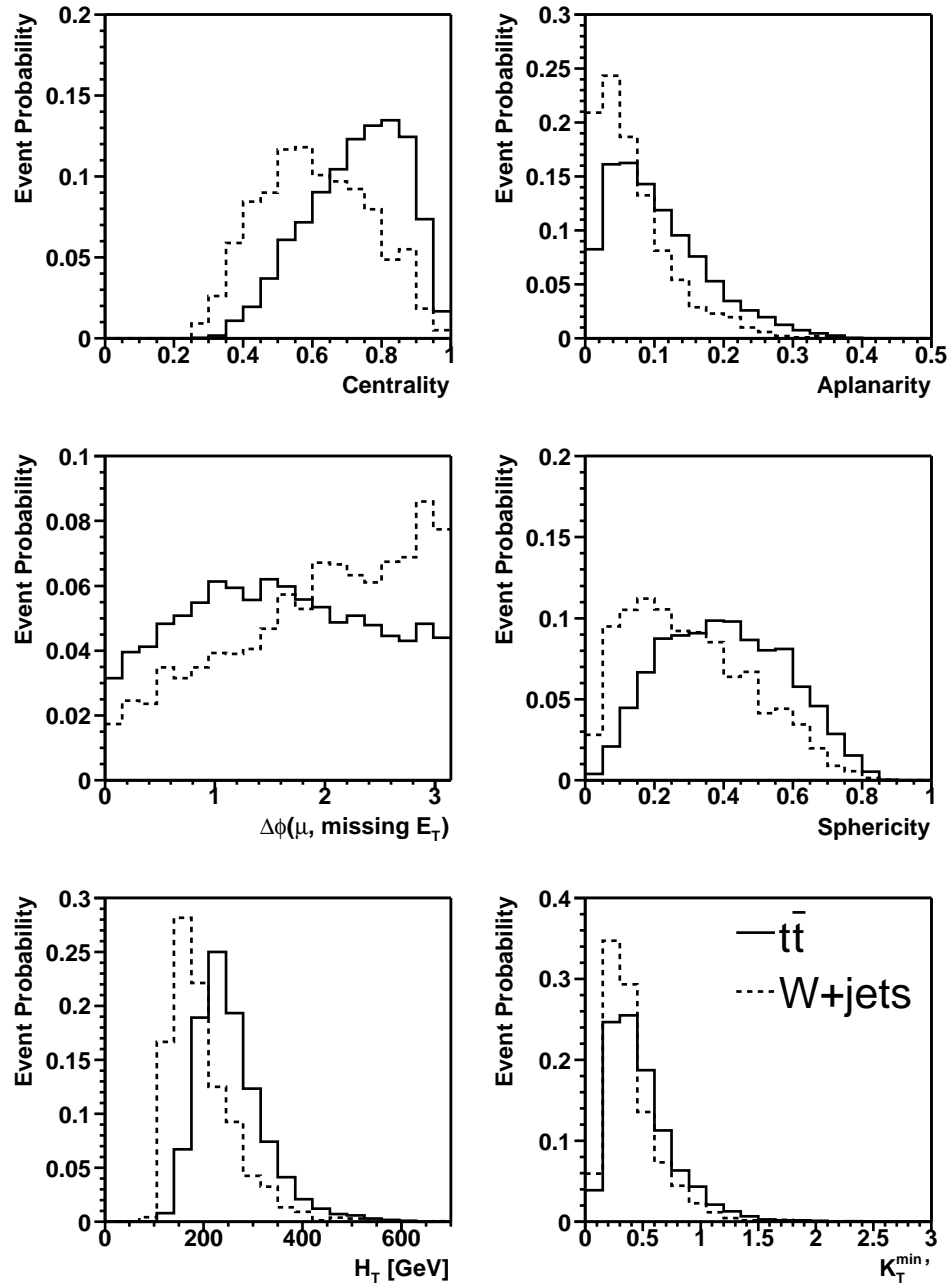 Event Probability
0.2
0.15
0.1
0.05
0
0 0.2 0.4 0.6 0.8 1
Centrality
Event Probability
0.3
0.25
0.2
0.15
0.1
0.05
0
0 0.1 0.2 0.3 0.4 0.5
Aplanarity
Event Probability
0.1
0.08
0.06
0.04
0.02
0
0 1 2 3
Δϕ(μ, missing E_T)
Event Probability
0.2
0.15
0.1
0.05
0
0 0.2 0.4 0.6 0.8 1
Sphericity
Event Probability
0.3
0.25
0.2
0.15
0.1
0.05
0
0 200 400 600
H_T [GeV]
Event Probability
0.4
0.3
0.2
0.1
0
tt̄
W+jets
0 0.5 1 1.5 2 2.5 3
K_T^min,